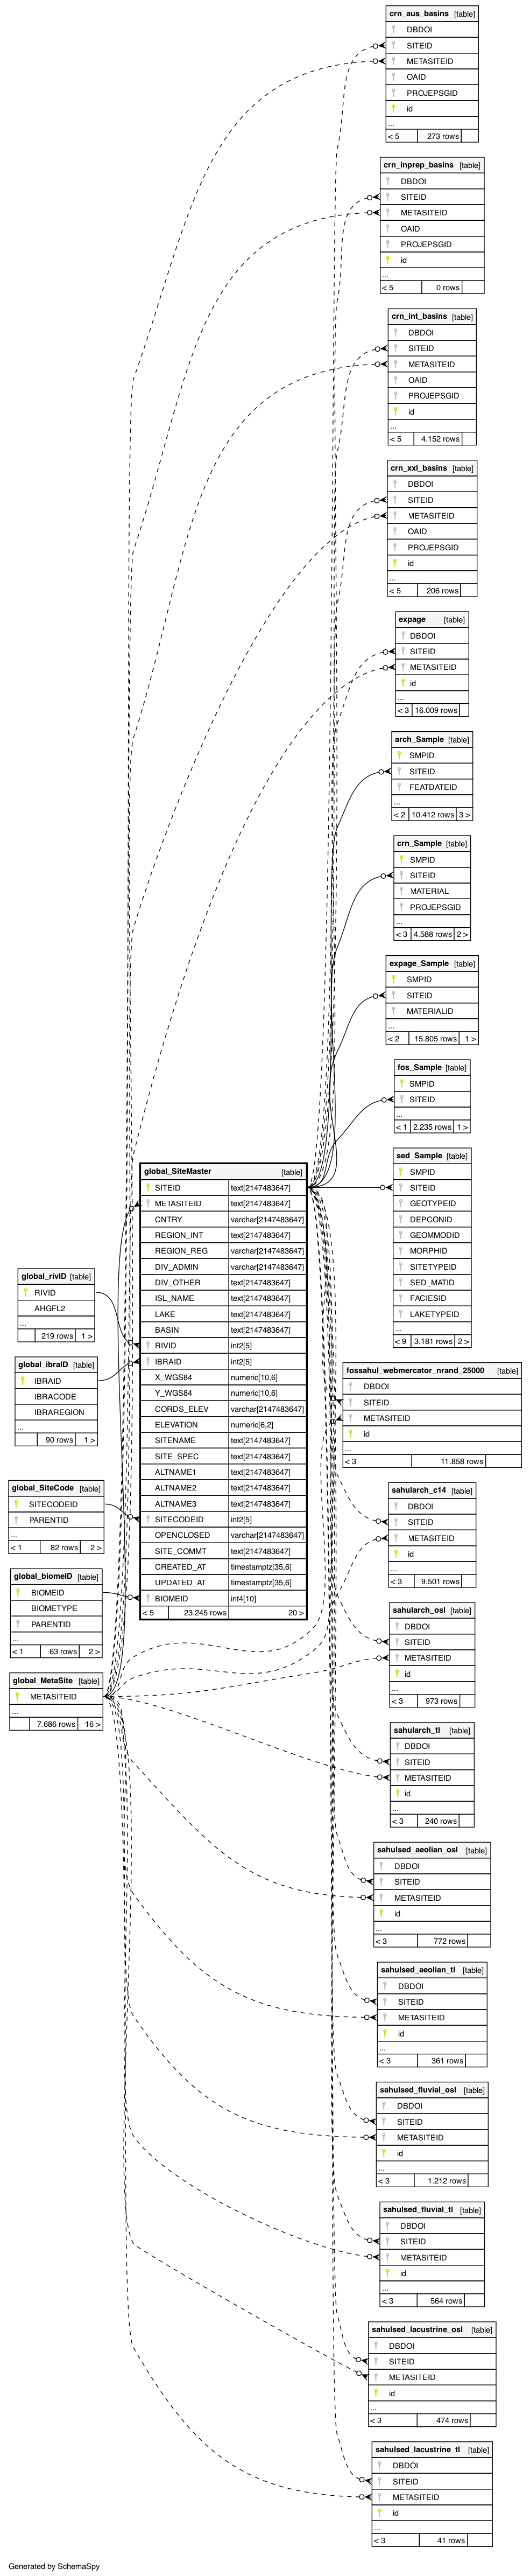 crn_aus_basins [table]
DBDOI
SITEID
METASITEID
OAID
PROJEPSGID
id
...
< 5 273 rows
crn_inprep_basins [table]
DBDOI
SITEID
METASITEID
OAID
PROJEPSGID
id
...
< 5 0 rows
crn_int_basins [table]
DBDOI
SITEID
METASITEID
OAID
PROJEPSGID
id
...
< 5 4.152 rows
crn_xxl_basins [table]
DBDOI
SITEID
METASITEID
OAID
PROJEPSGID
id
...
< 5 206 rows
expage [table]
DBDOI
SITEID
METASITEID
id
...
< 3 16.009 rows
arch_Sample [table]
SMPID
SITEID
FEATDATEID
...
< 2 10.412 rows 3 >
crn_Sample [table]
SMPID
SITEID
MATERIAL
PROJEPSGID
...
< 3 4.588 rows 2 >
expage_Sample [table]
SMPID
SITEID
MATERIALID
...
< 2 15.805 rows 1 >
fos_Sample [table]
SMPID
SITEID
...
< 1 2.235 rows 1 >
sed_Sample [table]
SMPID
SITEID
GEOTYPEID
DEPCONID
GEOMMODID
MORPHID
SITETYPEID
SED_MATID
FACIESID
LAKETYPEID
...
< 9 3.181 rows 2 >
global_SiteMaster [table]
SITEID text[2147483647]
METASITEID text[2147483647]
CNTRY varchar[2147483647]
REGION_INT text[2147483647]
REGION_REG varchar[2147483647]
DIV_ADMIN varchar[2147483647]
DIV_OTHER text[2147483647]
ISL_NAME text[2147483647]
LAKE text[2147483647]
BASIN text[2147483647]
RIVID int2[5]
IBRAID int2[5]
X_WGS84 numeric[10,6]
Y_WGS84 numeric[10,6]
CORDS_ELEV varchar[2147483647]
ELEVATION numeric[6,2]
SITENAME text[2147483647]
SITE_SPEC text[2147483647]
ALTNAME1 text[2147483647]
ALTNAME2 text[2147483647]
ALTNAME3 text[2147483647]
SITECODEID int2[5]
OPENCLOSED varchar[2147483647]
SITE_COMMT text[2147483647]
CREATED_AT timestamptz[35,6]
UPDATED_AT timestamptz[35,6]
BIOMEID int4[10]
< 5 23.245 rows 20 >
global_rivID [table]
RIVID
AHGFL2
...
219 rows 1 >
global_ibraID [table]
IBRAID
IBRACODE
IBRAREGION
...
90 rows 1 >
global_SiteCode [table]
SITECODEID
PARENTID
...
< 1 82 rows 2 >
global_biomeID [table]
BIOMEID
BIOMETYPE
PARENTID
...
< 1 63 rows 2 >
global_MetaSite [table]
METASITEID
...
7.686 rows 16 >
fossahul_webmercator_nrand_25000 [table]
DBDOI
SITEID
METASITEID
id
...
< 3 11.858 rows
sahularch_c14 [table]
DBDOI
SITEID
METASITEID
id
...
< 3 9.501 rows
sahularch_osl [table]
DBDOI
SITEID
METASITEID
id
...
< 3 973 rows
sahularch_tl [table]
DBDOI
SITEID
METASITEID
id
...
< 3 240 rows
sahulsed_aeolian_osl [table]
DBDOI
SITEID
METASITEID
id
...
< 3 772 rows
sahulsed_aeolian_tl [table]
DBDOI
SITEID
METASITEID
id
...
< 3 361 rows
sahulsed_fluvial_osl [table]
DBDOI
SITEID
METASITEID
id
...
< 3 1.212 rows
sahulsed_fluvial_tl [table]
DBDOI
SITEID
METASITEID
id
...
< 3 564 rows
sahulsed_lacustrine_osl [table]
DBDOI
SITEID
METASITEID
id
...
< 3 474 rows
sahulsed_lacustrine_tl [table]
DBDOI
SITEID
METASITEID
id
...
< 3 41 rows
Generated by SchemaSpy